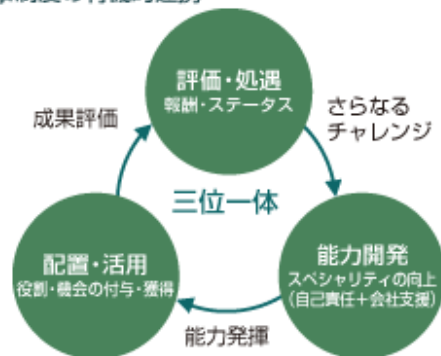 評価・処遇
報酬・ステータス
成果評価
さらなる
チャレンジ
三位一体
配置・活用
役割・機会の付与・獲得
能力開発
スペシャリティの向上
(自己責任+会社支援)
能力発揮